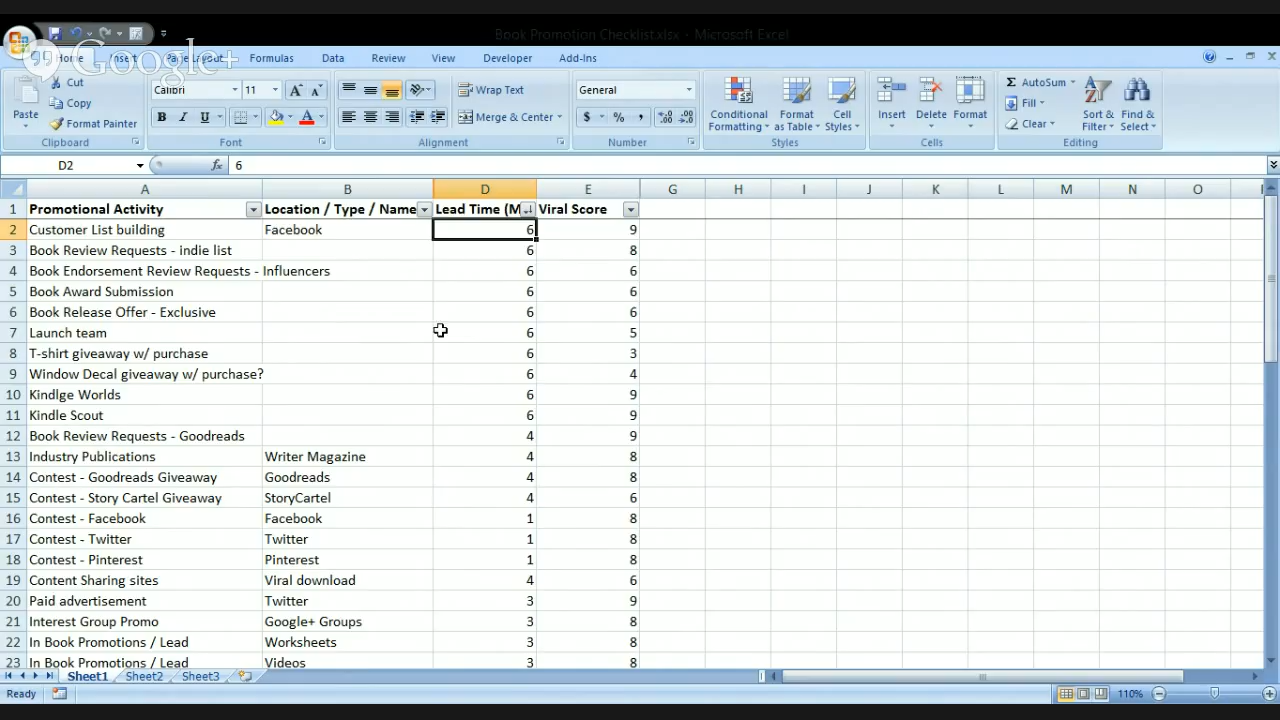 Book Promotion Checklist.xlsx - Microsoft Excel
Google+
Home Insert Page Layout Formulas Data Review View Developer Add-Ins
Cut Calibri 11 Wrap Text General AutoSum
Copy Fill
Paste Format Painter Merge & Center Conditional Formatting Format as Table Cell Styles Insert Delete Format Clear Sort & Filter Find & Select
Clipboard Font Alignment Number Styles Cells Editing
D2 fx 6
A B D E G H I J K L M N O
1 Promotional Activity Location / Type / Name Lead Time (M Viral Score
2 Customer List building Facebook 6 9
3 Book Review Requests - indie list 6 8
4 Book Endorsement Review Requests - Influencers 6 6
5 Book Award Submission 6 6
6 Book Release Offer - Exclusive 6 6
7 Launch team 6 5
8 T-shirt giveaway w/ purchase 6 3
9 Window Decal giveaway w/ purchase? 6 4
10 Kindlge Worlds 6 9
11 Kindle Scout 6 9
12 Book Review Requests - Goodreads 4 9
13 Industry Publications Writer Magazine 4 8
14 Contest - Goodreads Giveaway Goodreads 4 8
15 Contest - Story Cartel Giveaway StoryCartel 4 6
16 Contest - Facebook Facebook 1 8
17 Contest - Twitter Twitter 1 8
18 Contest - Pinterest Pinterest 1 8
19 Content Sharing sites Viral download 4 6
20 Paid advertisement Twitter 3 9
21 Interest Group Promo Google+ Groups 3 8
22 In Book Promotions / Lead Worksheets 3 8
23 In Book Promotions / Lead Videos 3 8
Sheet1 Sheet2 Sheet3
Ready 110%